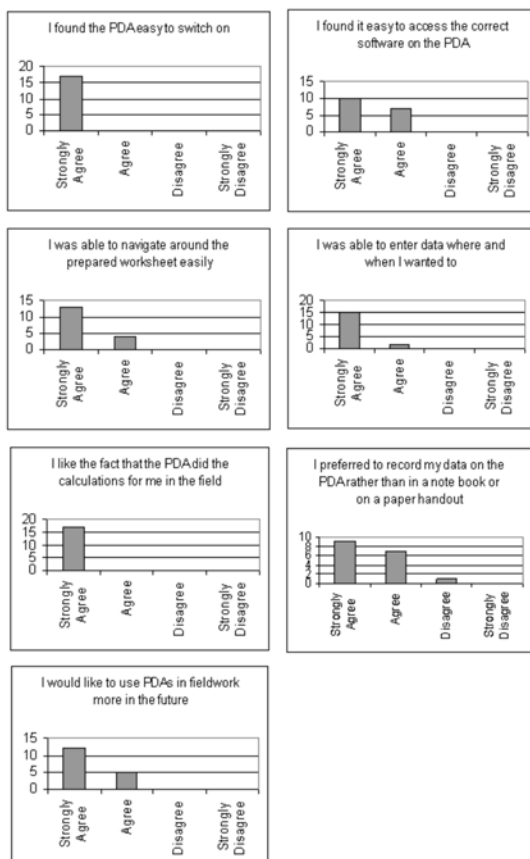 I found the PDA easy to switch on
20
15
10
5
0
Strongly
Agree
Agree
Disagree
Strongly
Disagree
I found it easy to access the correct
software on the PDA
15
10
5
0
Strongly
Agree
Agree
Disagree
Strongly
Disagree
I was able to navigate around the
prepared worksheet easily
15
10
5
0
Strongly
Agree
Agree
Disagree
Strongly
Disagree
I was able to enter data where and
when I wanted to
20
15
10
5
0
Strongly
Agree
Agree
Disagree
Strongly
Disagree
I like the fact that the PDA did the
calculations for me in the field
20
15
10
5
0
Strongly
Agree
Agree
Disagree
Strongly
Disagree
I preferred to record my data on the
PDA rather than in a note book or
on a paper handout
10
8
6
4
2
0
Strongly
Agree
Agree
Disagree
Strongly
Disagree
I would like to use PDAs in fieldwork
more in the future
15
10
5
0
Strongly
Agree
Agree
Disagree
Strongly
Disagree